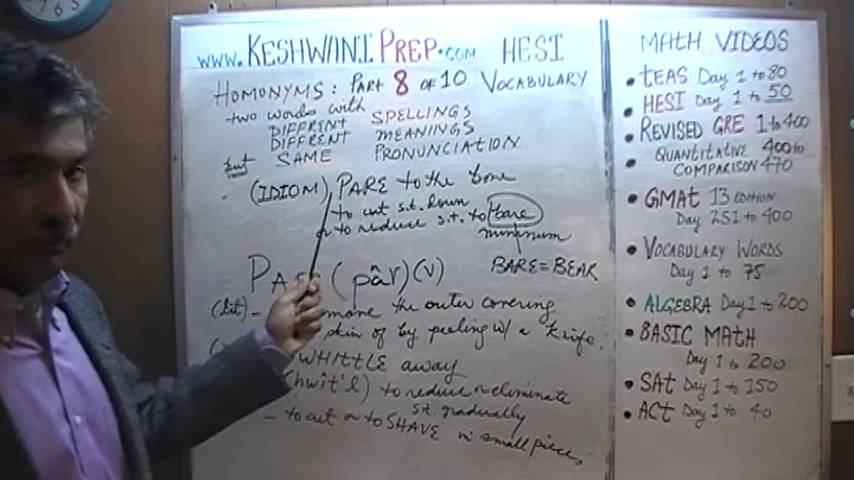 www.KESHWANIPREP.com HESI
HOMONYMS: PART 8 OF 10 VOCABULARY
two words with
DIFFERENT SPELLINGS
DIFFERENT MEANINGS
but SAME PRONUNCIATION
(IDIOM) PARE to the bone
to cut s.t. down
or to reduce s.t. to bare
minimum
BARE=BEAR
(pâr)(v)
(lit) the outer covering
skin of by peeling w/ a knife.
WHITTLE away
(hwît'l) to reduce or eliminate
s.t. gradually
- to cut or to SHAVE in small pieces
MATH VIDEOS
• TEAS Day 1 to 80
• HESI Day 1 to 50
• REVISED GRE 1 to 400
• QUANTITATIVE 400 to
COMPARISON 470
• GMAT 13 EDITION
Day 251 to 400
• VOCABULARY WORDS
Day 1 to 75
• ALGEBRA Day 1 to 200
• BASIC MATH
Day 1 to 200
• SAT Day 1 to 150
• ACT Day 1 to 40
7 6 5